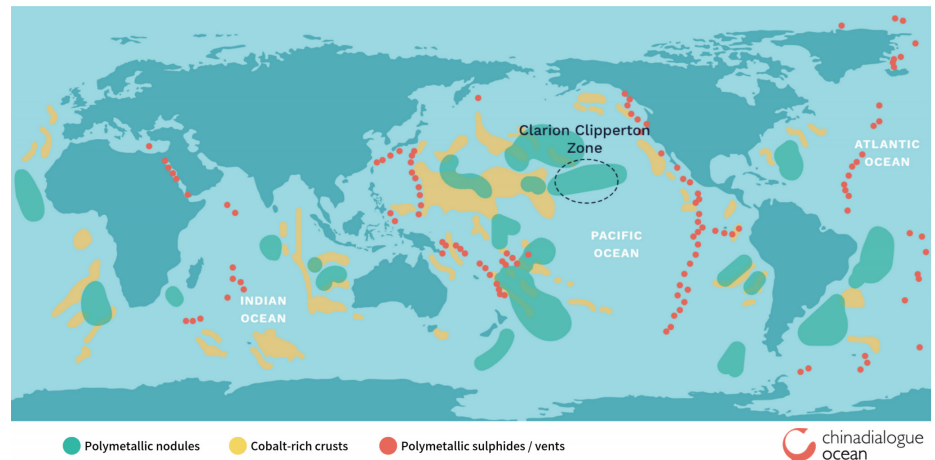 Clarion Clipperton
Zone
ATLANTIC
OCEAN
PACIFIC
OCEAN
INDIAN
OCEAN
Polymetallic nodules
Cobalt-rich crusts
Polymetallic sulphides / vents
chinadialogue
ocean